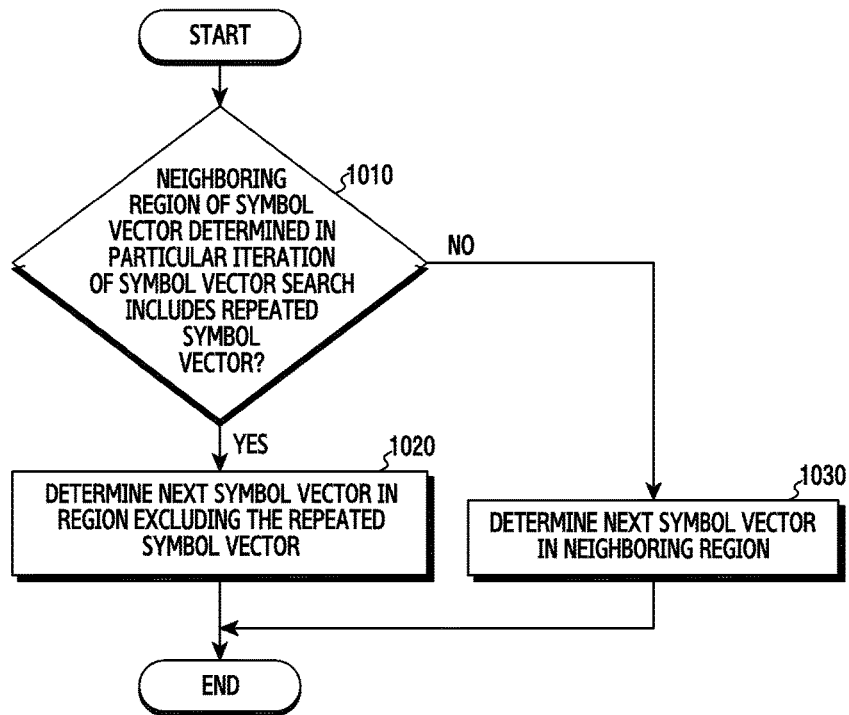 START
1010
NEIGHBORING
REGION OF SYMBOL
VECTOR DETERMINED IN
PARTICULAR ITERATION
OF SYMBOL VECTOR SEARCH
INCLUDES REPEATED
SYMBOL
VECTOR?
NO
YES
1020
DETERMINE NEXT SYMBOL VECTOR IN
REGION EXCLUDING THE REPEATED
SYMBOL VECTOR
1030
DETERMINE NEXT SYMBOL VECTOR
IN NEIGHBORING REGION
END